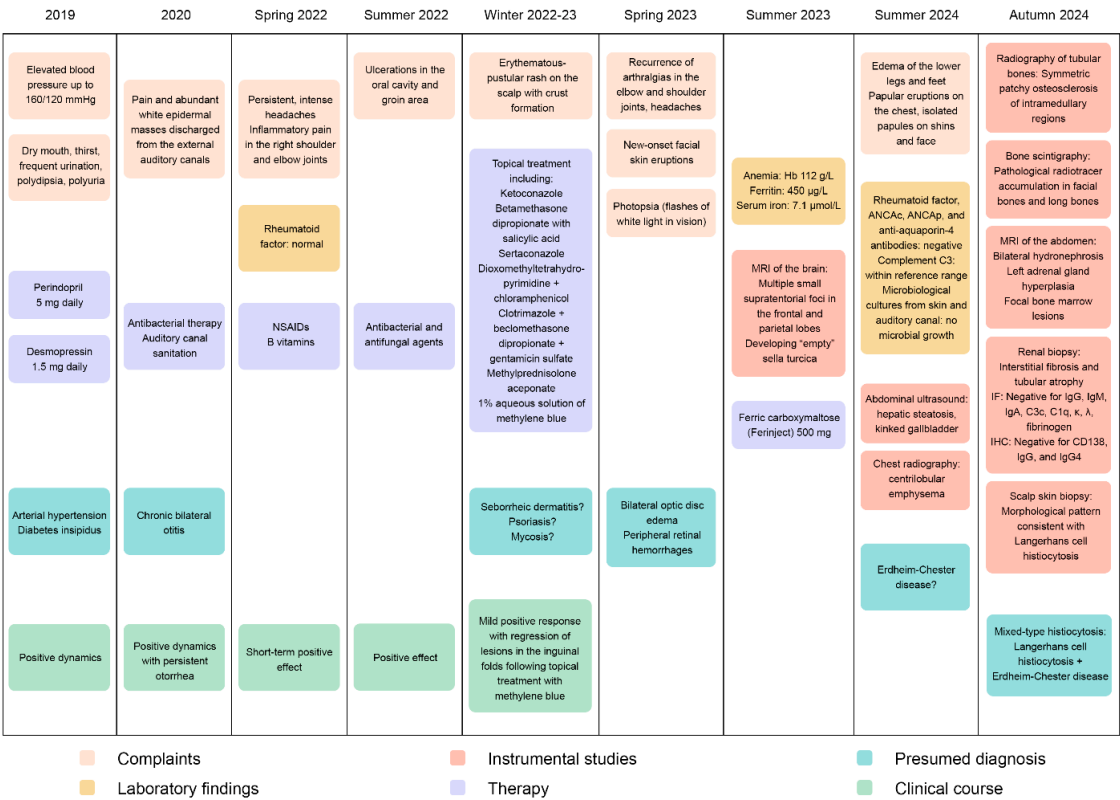 2019
2020
Spring 2022
Summer 2022
Winter 2022-23
Spring 2023
Summer 2023
Summer 2024
Autumn 2024
Elevated blood
pressure up to
160/120 mmHg
Dry mouth, thirst,
frequent urination,
polydipsia, polyuria
Perindopril
5 mg daily
Desmopressin
1.5 mg daily
Arterial hypertension
Diabetes insipidus
Positive dynamics
Pain and abundant
white epidermal
masses discharged
from the external
auditory canals
Antibacterial therapy
Auditory canal
sanitation
Chronic bilateral
otitis
Positive dynamics
with persistent
otorrhea
Persistent, intense
headaches
Inflammatory pain
in the right shoulder
and elbow joints
Rheumatoid
factor: normal
NSAIDs
B vitamins
Short-term positive
effect
Ulcerations in the
oral cavity and
groin area
Antibacterial and
antifungal agents
Positive effect
Erythematous-
pustular rash on the
scalp with crust
formation
Topical treatment
including:
Ketoconazole
Betamethasone
dipropionate with
salicylic acid
Sertaconazole
Dioxomethyltetrahydro-
pyrimidine +
chloramphenicol
Clotrimazole +
beclomethasone
dipropionate +
gentamicin sulfate
Methylprednisolone
aceponate
1% aqueous solution of
methylene blue
Seborrheic dermatitis?
Psoriasis?
Mycosis?
Mild positive response
with regression of
lesions in the inguinal
folds following topical
treatment with
methylene blue
Recurrence of
arthralgias in the
elbow and shoulder
joints, headaches
New-onset facial
skin eruptions
Photopsia (flashes of
white light in vision)
Bilateral optic disc
edema
Peripheral retinal
hemorrhages
Anemia: Hb 112 g/L
Ferritin: 450 μg/L
Serum iron: 7.1 μmol/L
MRI of the brain:
Multiple small
supratentorial foci in
the frontal and
parietal lobes
Developing “empty”
sella turcica
Ferric carboxymaltose
(Ferinject) 500 mg
Edema of the lower
legs and feet
Papular eruptions on
the chest, isolated
papules on shins and
face
Rheumatoid factor,
ANCAc, ANCAp, and
anti-aquaporin-4
antibodies: negative
Complement C3:
within reference range
Microbiological
cultures from skin and
auditory canal: no
microbial growth
Abdominal ultrasound:
hepatic steatosis,
kinked gallbladder
Chest radiography:
centrilobular
emphysema
Erdheim-Chester
disease?
Radiography of tubular
bones: Symmetric
patchy osteosclerosis
of intramedullary
regions
Bone scintigraphy:
Pathological radiotracer
accumulation in facial
bones and long bones
MRI of the abdomen:
Bilateral hydronephrosis
Left adrenal gland
hyperplasia
Focal bone marrow
lesions
Renal biopsy:
Interstitial fibrosis and
tubular atrophy
IF: Negative for IgG, IgM,
IgA, C3c, C1q, κ, λ,
fibrinogen
IHC: Negative for CD138,
IgG, and IgG4
Scalp skin biopsy:
Morphological pattern
consistent with
Langerhans cell
histiocytosis
Mixed-type histiocytosis:
Langerhans cell
histiocytosis +
Erdheim-Chester disease
Complaints
Laboratory findings
Instrumental studies
Therapy
Presumed diagnosis
Clinical course